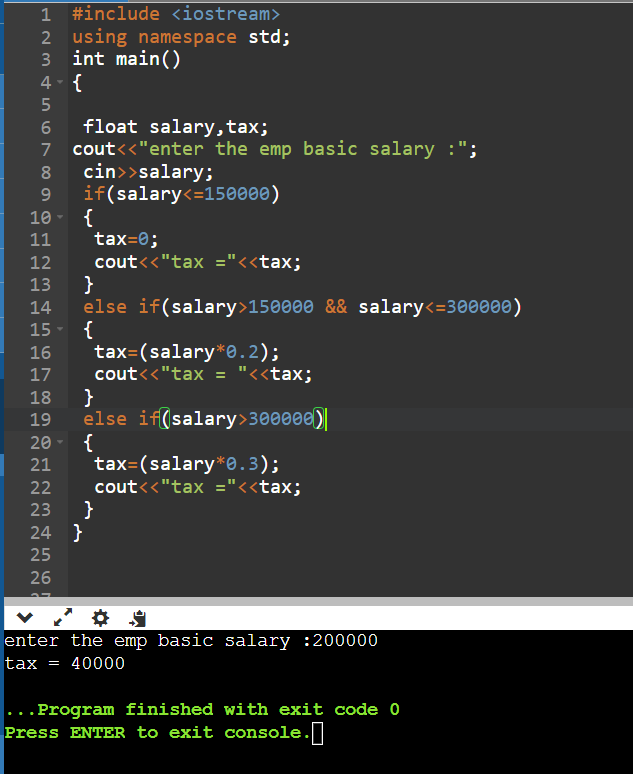 1 #include <iostream>
2 using namespace std;
3 int main()
4 {
5
6 float salary,tax;
7 cout<<"enter the emp basic salary :";
8 cin>>salary;
9 if(salary<=150000)
10 {
11 tax=0;
12 cout<<"tax ="<<tax;
13 }
14 else if(salary>150000 && salary<=300000)
15 {
16 tax=(salary*0.2);
17 cout<<"tax = "<<tax;
18 }
19 else if(salary>300000)
20 {
21 tax=(salary*0.3);
22 cout<<"tax ="<<tax;
23 }
24 }
25
26
27
enter the emp basic salary :200000
tax = 40000
...Program finished with exit code 0
Press ENTER to exit console.